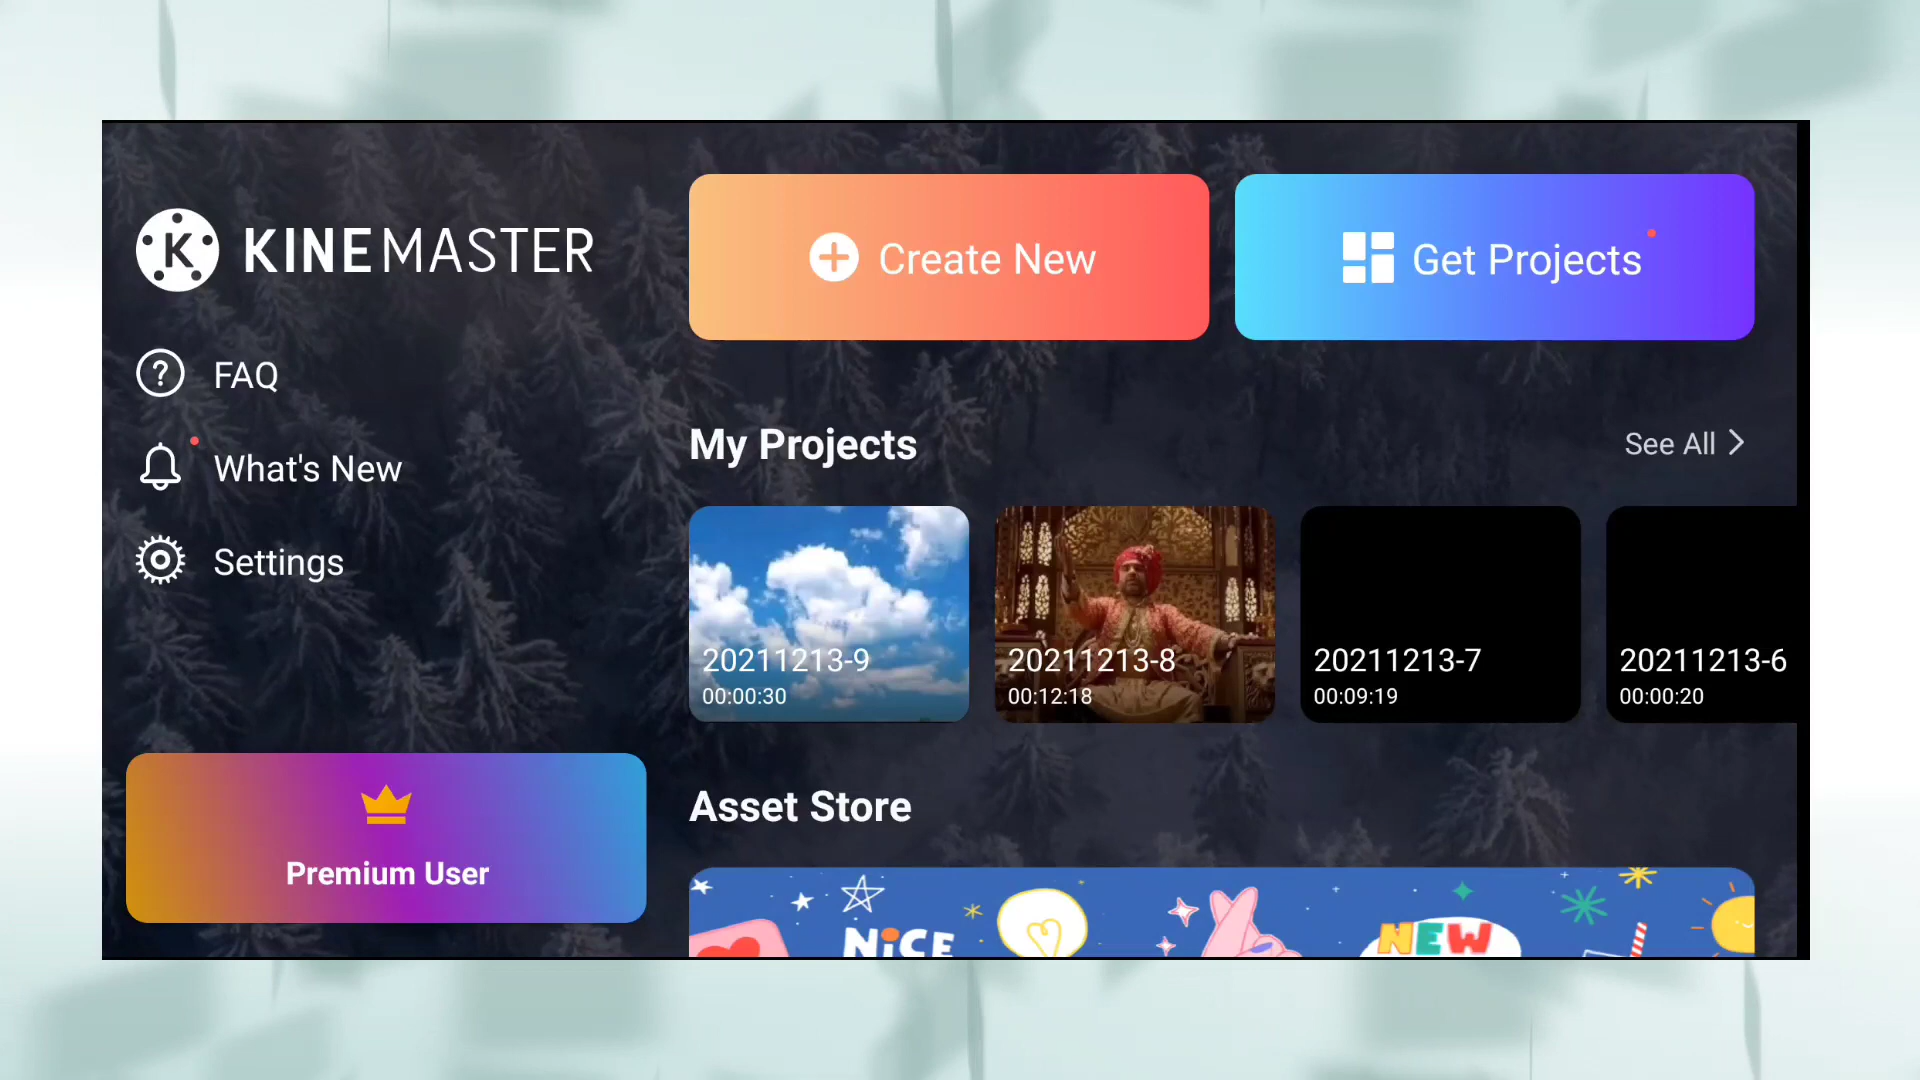 K KINEMASTER
FAQ
What's New
Settings
Premium User
Create New
Get Projects
My Projects
See All
20211213-9
00:00:30
20211213-8
00:12:18
20211213-7
00:09:19
20211213-6
00:00:20
Asset Store
NiCE
NEW